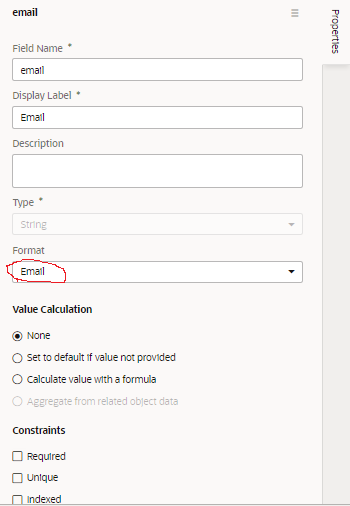 email
Properties
Field Name *
email
Display Label *
Email
Description
Type *
String
Format
Email
Value Calculation
None
Set to default if value not provided
Calculate value with a formula
Aggregate from related object data
Constraints
Required
Unique
Indexed